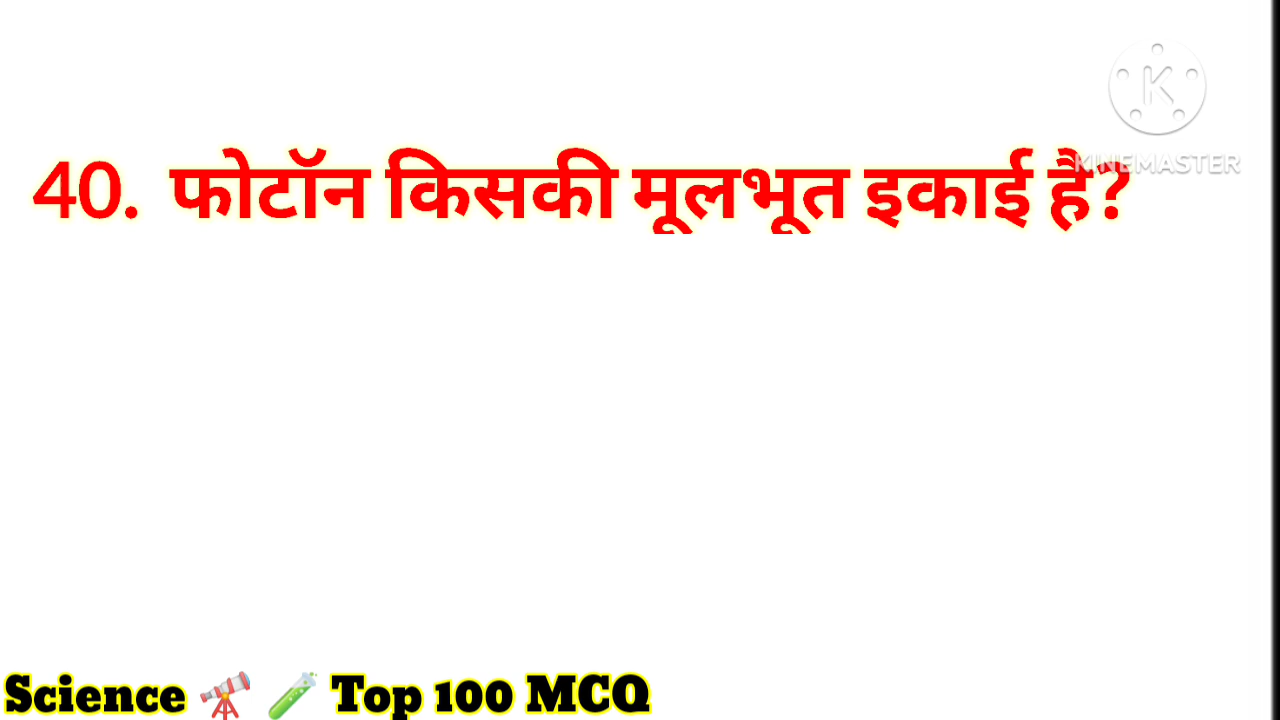 KINEMASTER
40. फोटॉन किसकी मूलभूत इकाई है?
Science 🔭 🧪 Top 100 MCQ